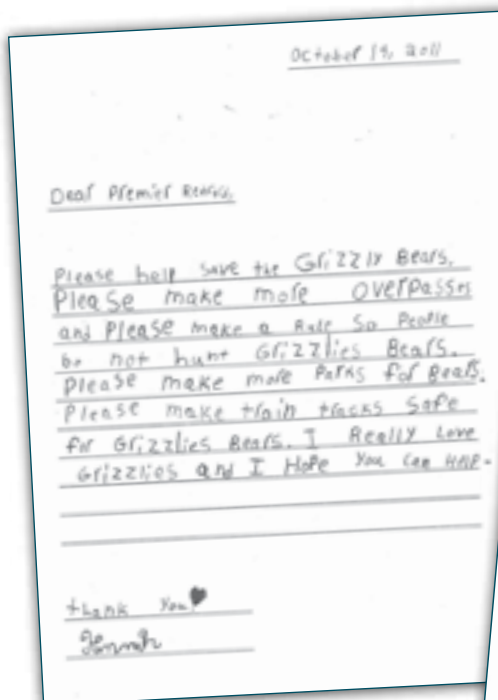 October 19, 2011
Dear Premier
Please help save the Grizzly Bears.
Please make more overpasses
and Please make a Rule So People
not hunt Grizzlies Bears.
Please make more Parks for Bears.
Please make train tracks Safe
for Grizzlies Bears. I Really Love
Grizzlies and I Hope You Can HELP.
thank You
Hannah